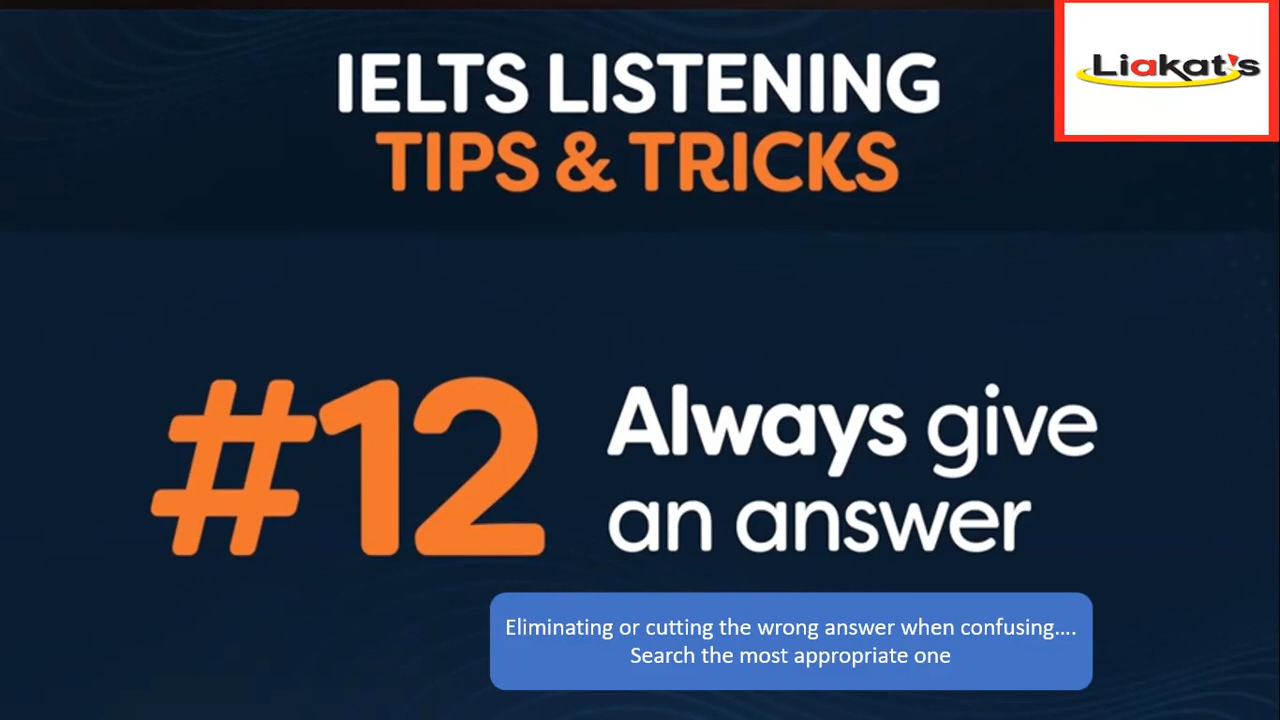 IELTS LISTENING
TIPS & TRICKS
Liakat's
#12
Always give
an answer
Eliminating or cutting the wrong answer when confusing....
Search the most appropriate one